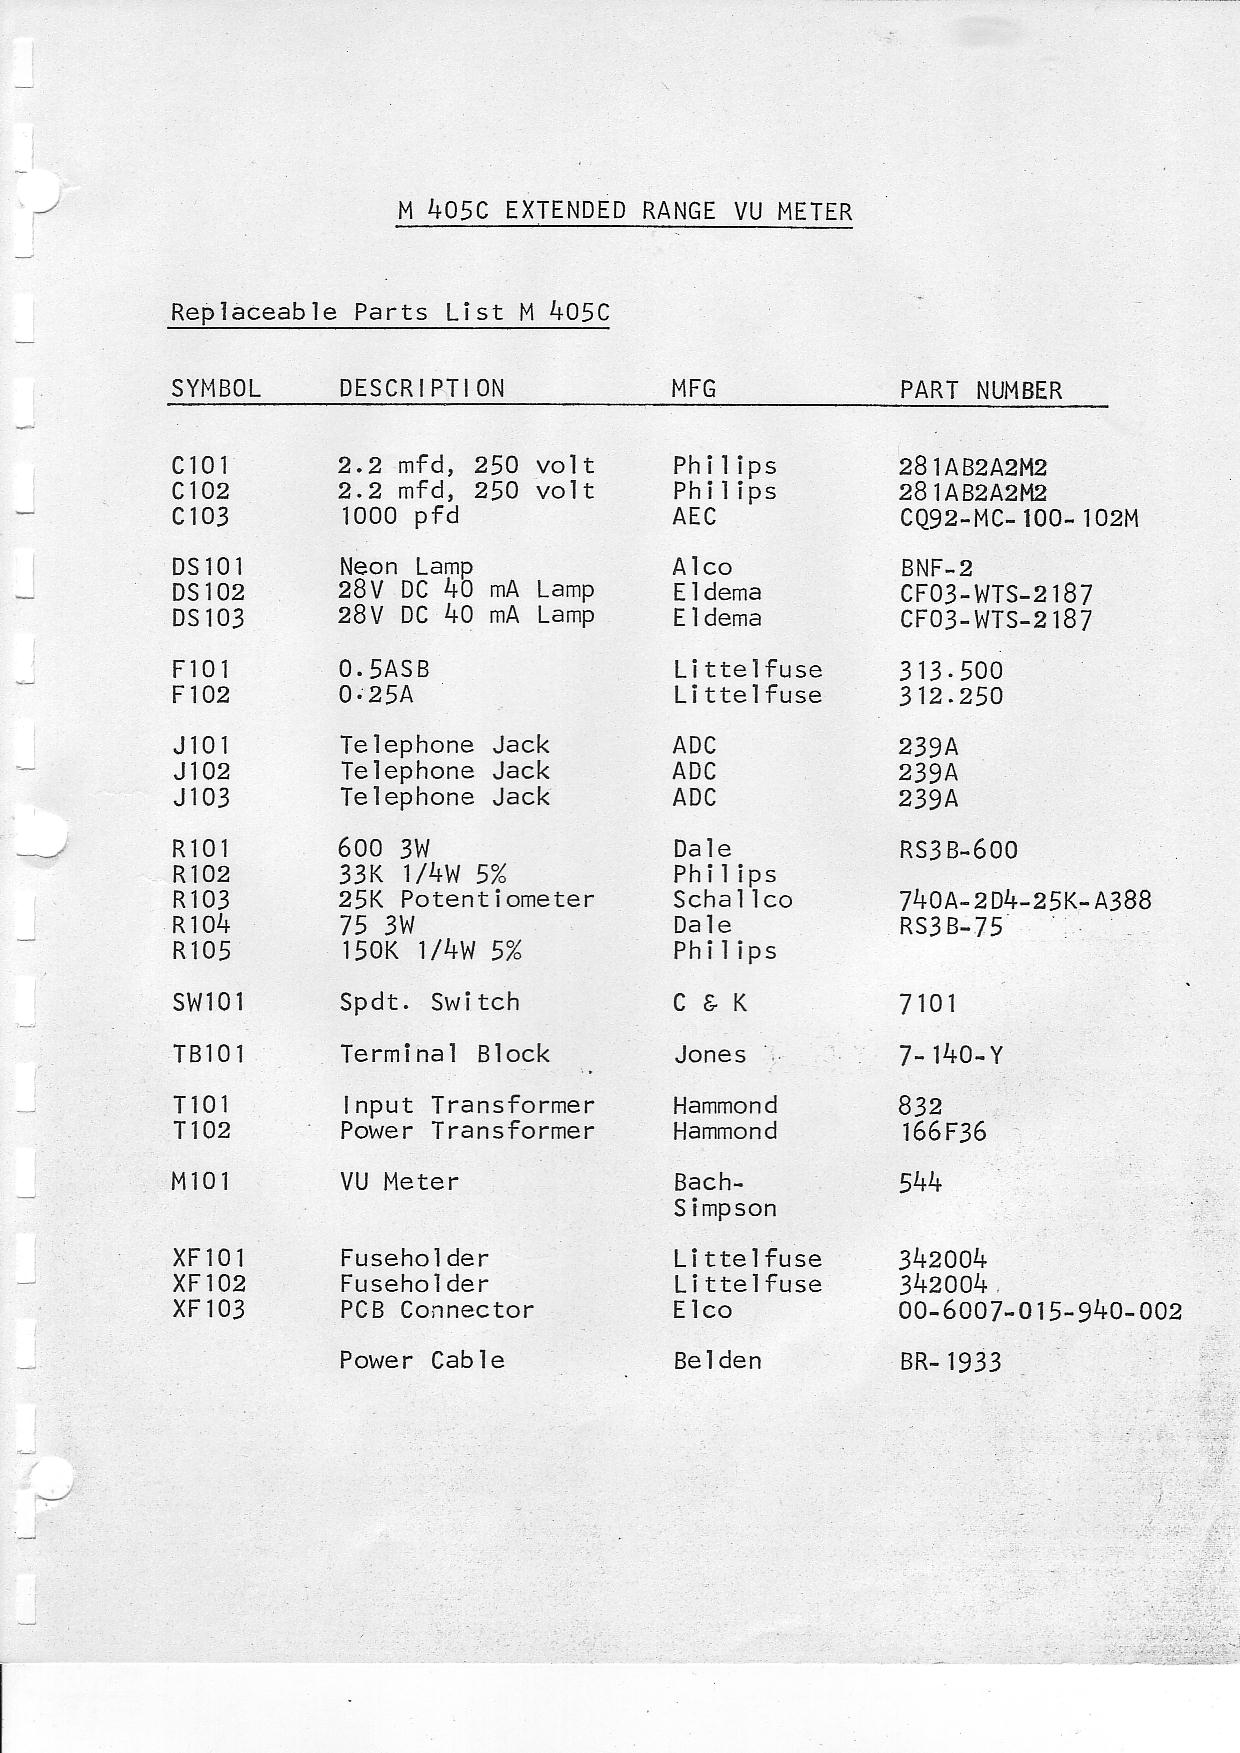 M 405C EXTENDED RANGE VU METER
Replaceable Parts List M 405C
SYMBOL DESCRIPTION MFG PART NUMBER
C101 2.2 mfd, 250 volt Philips 281AB2A2M2
C102 2.2 mfd, 250 volt Philips 281AB2A2M2
C103 1000 pfd AEC CQ92-MC-100-102M
DS101 Neon Lamp Alco BNF-2
DS102 28V DC 40 mA Lamp Eldema CF03-WTS-2187
DS103 28V DC 40 mA Lamp Eldema CF03-WTS-2187
F101 0.5ASB Littelfuse 313.500
F102 0.25A Littelfuse 312.250
J101 Telephone Jack ADC 239A
J102 Telephone Jack ADC 239A
J103 Telephone Jack ADC 239A
R101 600 3W Dale RS3B-600
R102 33K 1/4W 5% Philips
R103 25K Potentiometer Schallco 740A-2D4-25K-A388
R104 75 3W Dale RS3B-75
R105 150K 1/4W 5% Philips
SW101 Spdt. Switch C & K 7101
TB101 Terminal Block Jones 7-140-Y
T101 Input Transformer Hammond 832
T102 Power Transformer Hammond 166F36
M101 VU Meter Bach- 544
Simpson
XF101 Fuseholder Littelfuse 342004
XF102 Fuseholder Littelfuse 342004
XF103 PCB Connector Elco 00-6007-015-940-002
Power Cable Belden BR-1933